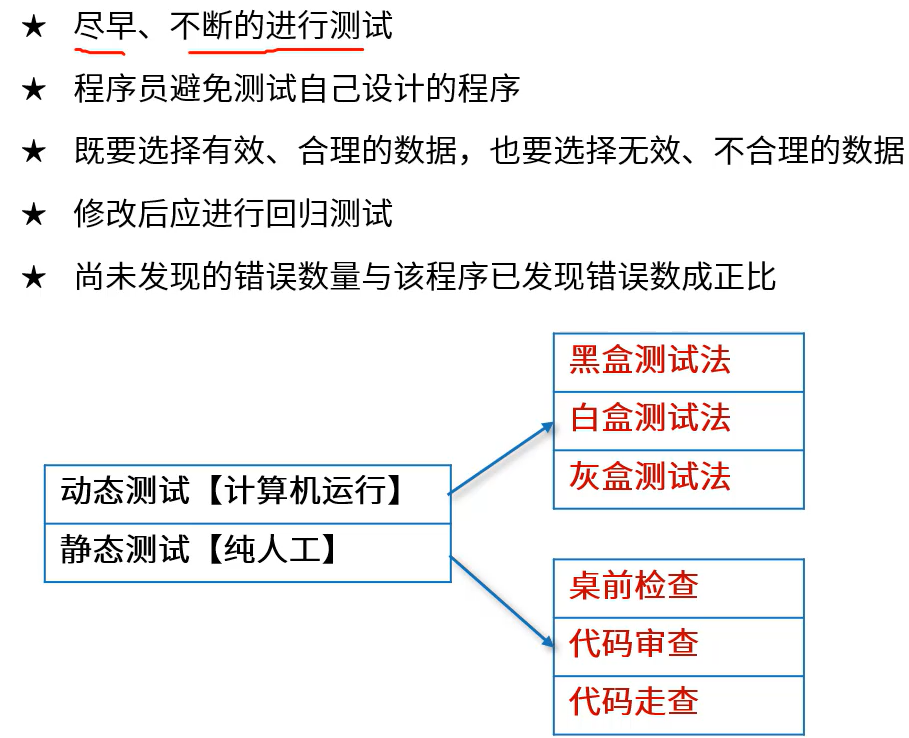 ★ 尽早、不断的进行测试
★ 程序员避免测试自己设计的程序
★ 既要选择有效、合理的数据，也要选择无效、不合理的数据
★ 修改后应进行回归测试
★ 尚未发现的错误数量与该程序已发现错误数成正比
动态测试【计算机运行】
静态测试【纯人工】
黑盒测试法
白盒测试法
灰盒测试法
桌前检查
代码审查
代码走查